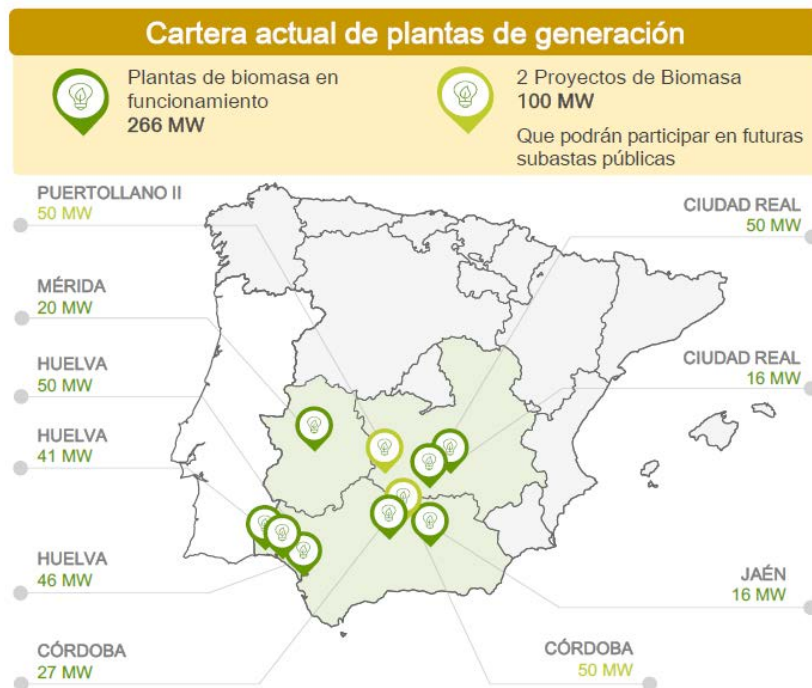 Cartera actual de plantas de generación
Plantas de biomasa en
funcionamiento
266 MW
2 Proyectos de Biomasa
100 MW
Que podrán participar en futuras
subastas públicas
PUERTOLLANO II
50 MW
MÉRIDA
20 MW
HUELVA
50 MW
HUELVA
41 MW
HUELVA
46 MW
CÓRDOBA
27 MW
CIUDAD REAL
50 MW
CIUDAD REAL
16 MW
JAÉN
16 MW
CÓRDOBA
50 MW